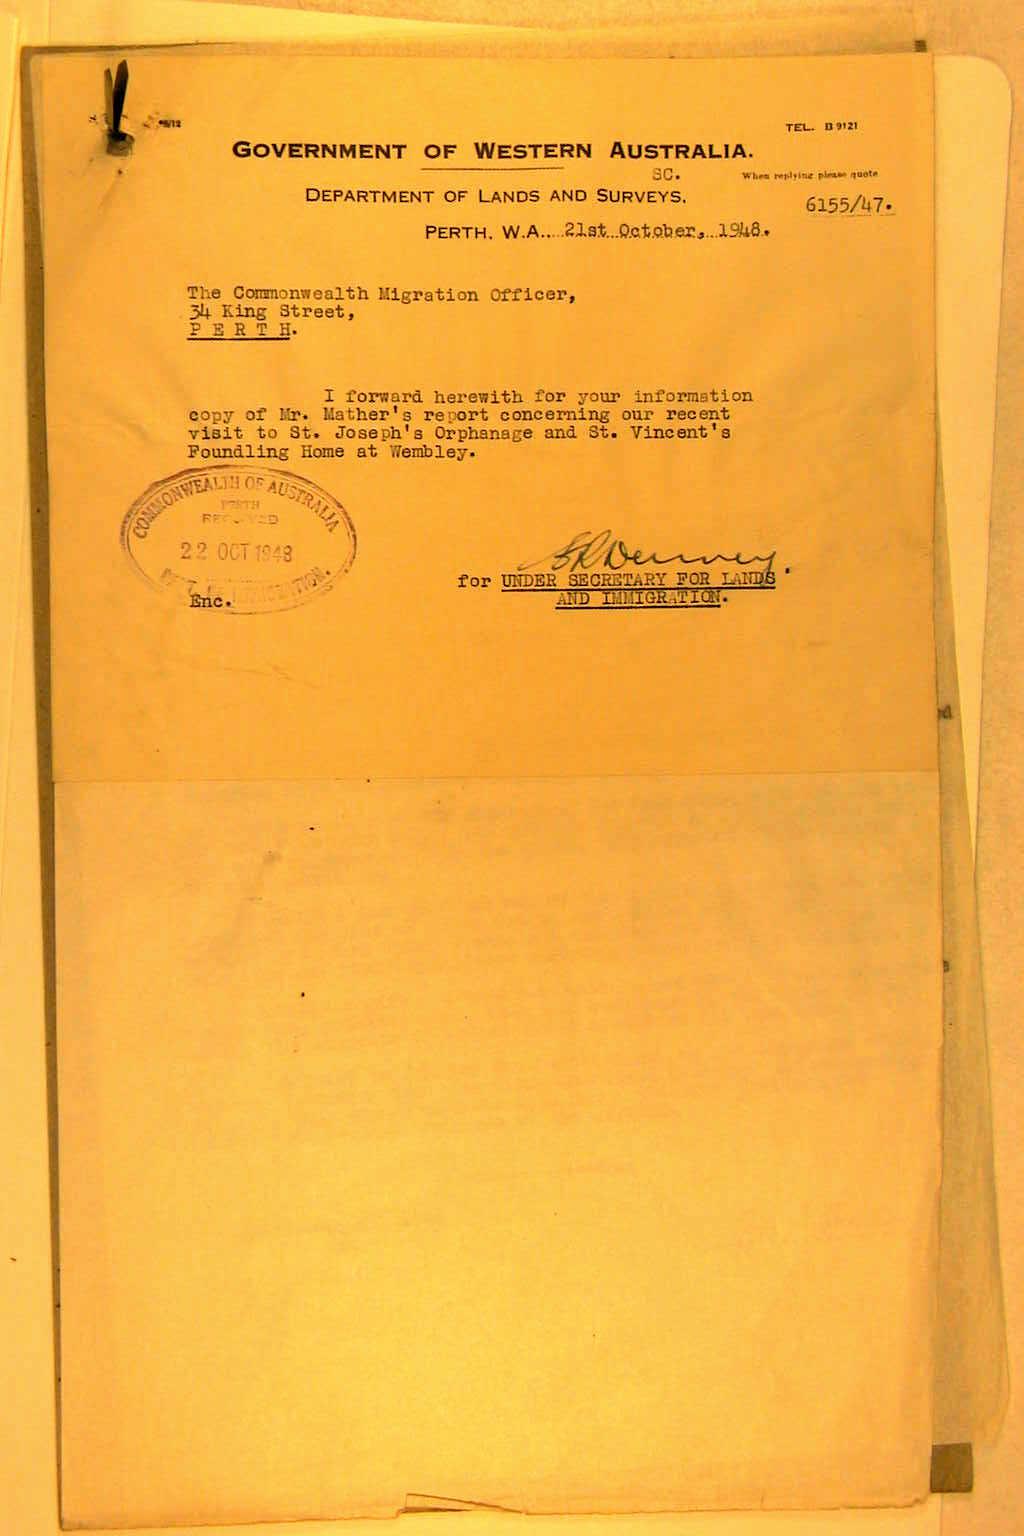 TEL. B 9121
GOVERNMENT OF WESTERN AUSTRALIA.
SC.
When replying please quote
DEPARTMENT OF LANDS AND SURVEYS,
6155/47.
PERTH, W.A., 21st October, 1948.
The Commonwealth Migration Officer,
34 King Street,
P E R T H.
I forward herewith for your information
copy of Mr. Mather's report concerning our recent
visit to St. Joseph's Orphanage and St. Vincent's
Foundling Home at Wembley.
COMMONWEALTH OF AUSTRALIA
PERTH
RECEIVED
22 OCT 1948
for UNDER SECRETARY FOR LANDS
AND IMMIGRATION.
Enc.